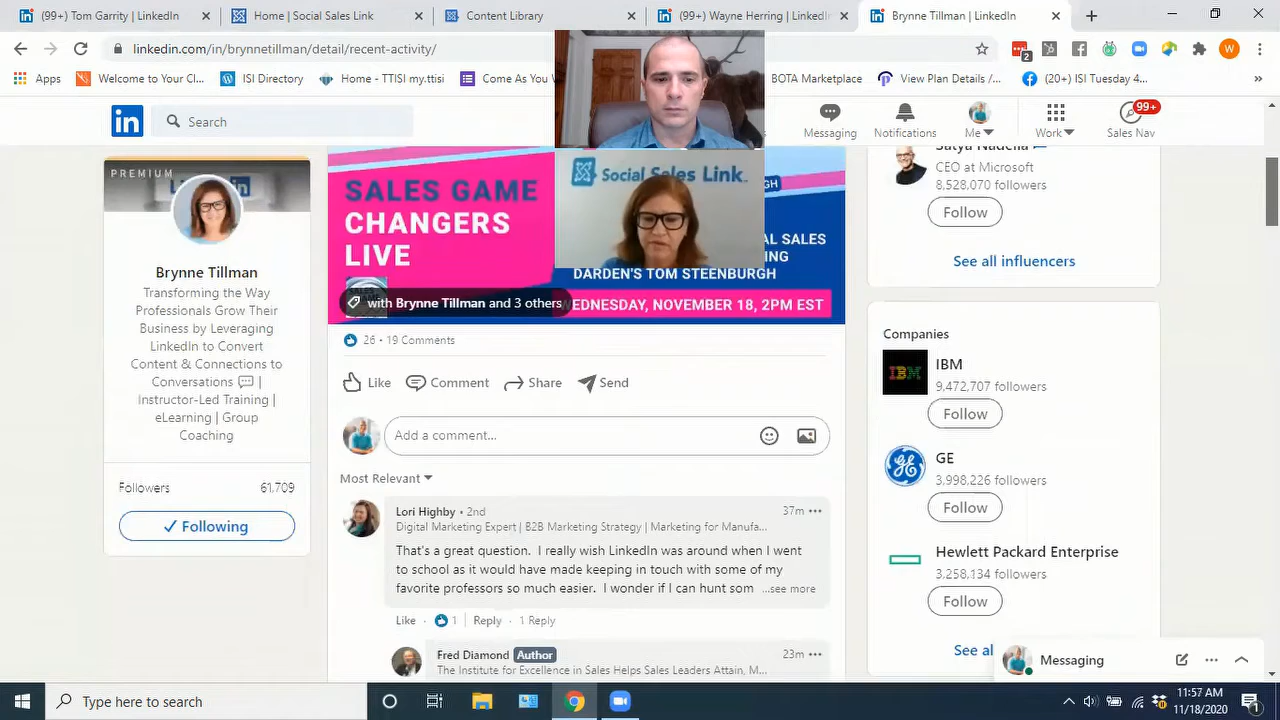 (99+) Tom Garrity | LinkedIn
Home | Social Sales Link
Content Library
(99+) Wayne Herring | LinkedIn
Brynne Tillman | LinkedIn
linkedin.com/in/brynnetillman/detail/recent-activity/
2
W
Apps
Welcome to Your Cl...
ISI Directory
Home - TTISI my.ttisi
Come As You
BOTA Marketplace
View Plan Details /...
(20+) ISI Tuesday 4...
»
in
Search
Messaging
Notifications
Me
Work
99+
Sales Nav
PREMIUM
Brynne Tillman
Transforming the Way
Professionals Grow Their
Business by Leveraging
LinkedIn to Convert
Content & Connections to
Conversations |
Instructor-Led Training |
eLearning | Group
Coaching
Followers 61,709
Following
SALES GAME
CHANGERS
LIVE
Social Sales Link
AL SALES
ING
DARDEN'S TOM STEENBURGH
EDNESDAY, NOVEMBER 18, 2PM EST
with Brynne Tillman and 3 others
26 · 19 Comments
Like Comment Share Send
Add a comment...
Most Relevant
Lori Highby • 2nd 37m
Digital Marketing Expert | B2B Marketing Strategy | Marketing for Manufa...
That's a great question. I really wish LinkedIn was around when I went
to school as it would have made keeping in touch with some of my
favorite professors so much easier. I wonder if I can hunt som ...see more
Like · 1 Reply · 1 Reply
Fred Diamond Author 23m
The Institute for Excellence in Sales Helps Sales Leaders Attain, M...
Satya Nadella
CEO at Microsoft
8,528,070 followers
Follow
See all influencers
Companies
IBM
IBM
9,472,707 followers
Follow
GE
3,998,226 followers
Follow
Hewlett Packard Enterprise
3,258,134 followers
Follow
See al
Messaging
Type here to search
11:57 AM
11/18/2020